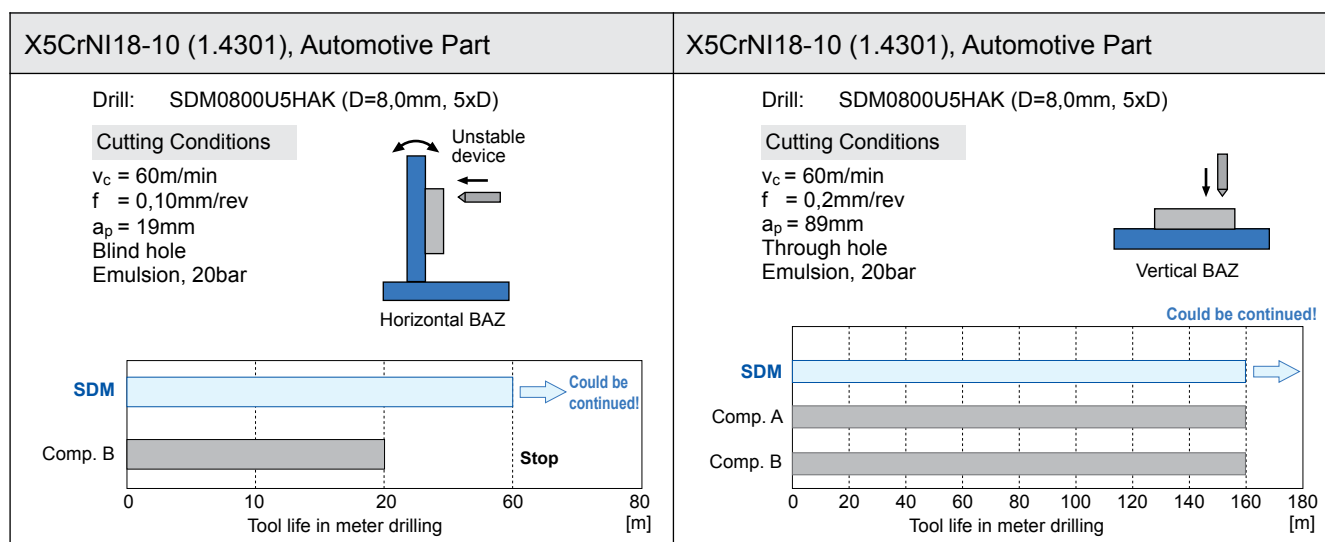 X5CrNI18-10 (1.4301), Automotive Part
Drill: SDM0800U5HAK (D=8,0mm, 5xD)
Cutting Conditions
vc = 60m/min
f = 0,10mm/rev
ap = 19mm
Blind hole
Emulsion, 20bar
Unstable
device
Horizontal BAZ
SDM
Could be
continued!
Comp. B
Stop
0 10 20 60 80
Tool life in meter drilling [m]
X5CrNI18-10 (1.4301), Automotive Part
Drill: SDM0800U5HAK (D=8,0mm, 5xD)
Cutting Conditions
vc = 60m/min
f = 0,2mm/rev
ap = 89mm
Through hole
Emulsion, 20bar
Vertical BAZ
Could be continued!
SDM
Comp. A
Comp. B
0 20 40 60 80 100 120 140 160 180
Tool life in meter drilling [m]